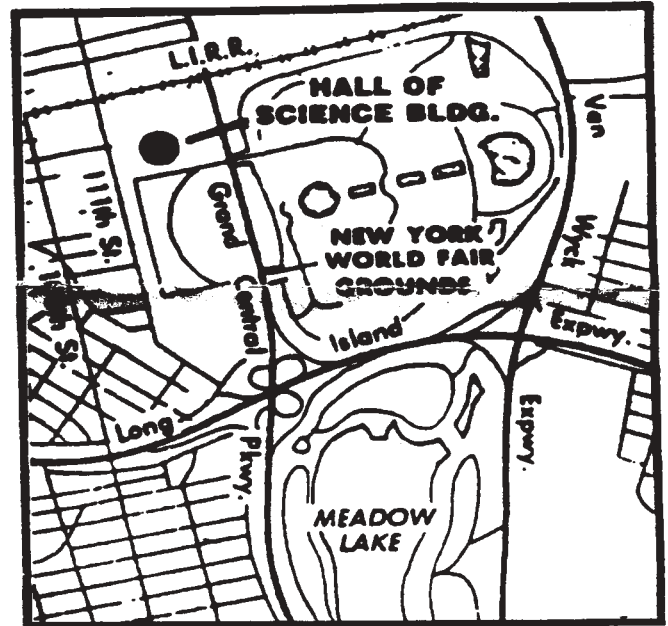 L.I.R.R.
HALL OF
SCIENCE BLDG.
Van
111th St.
Grand
NEW YORK
WORLD FAIR
GROUNDS
Wyck
Central
Island
Expwy.
St.
Long
Pkwy.
Expwy.
MEADOW
LAKE